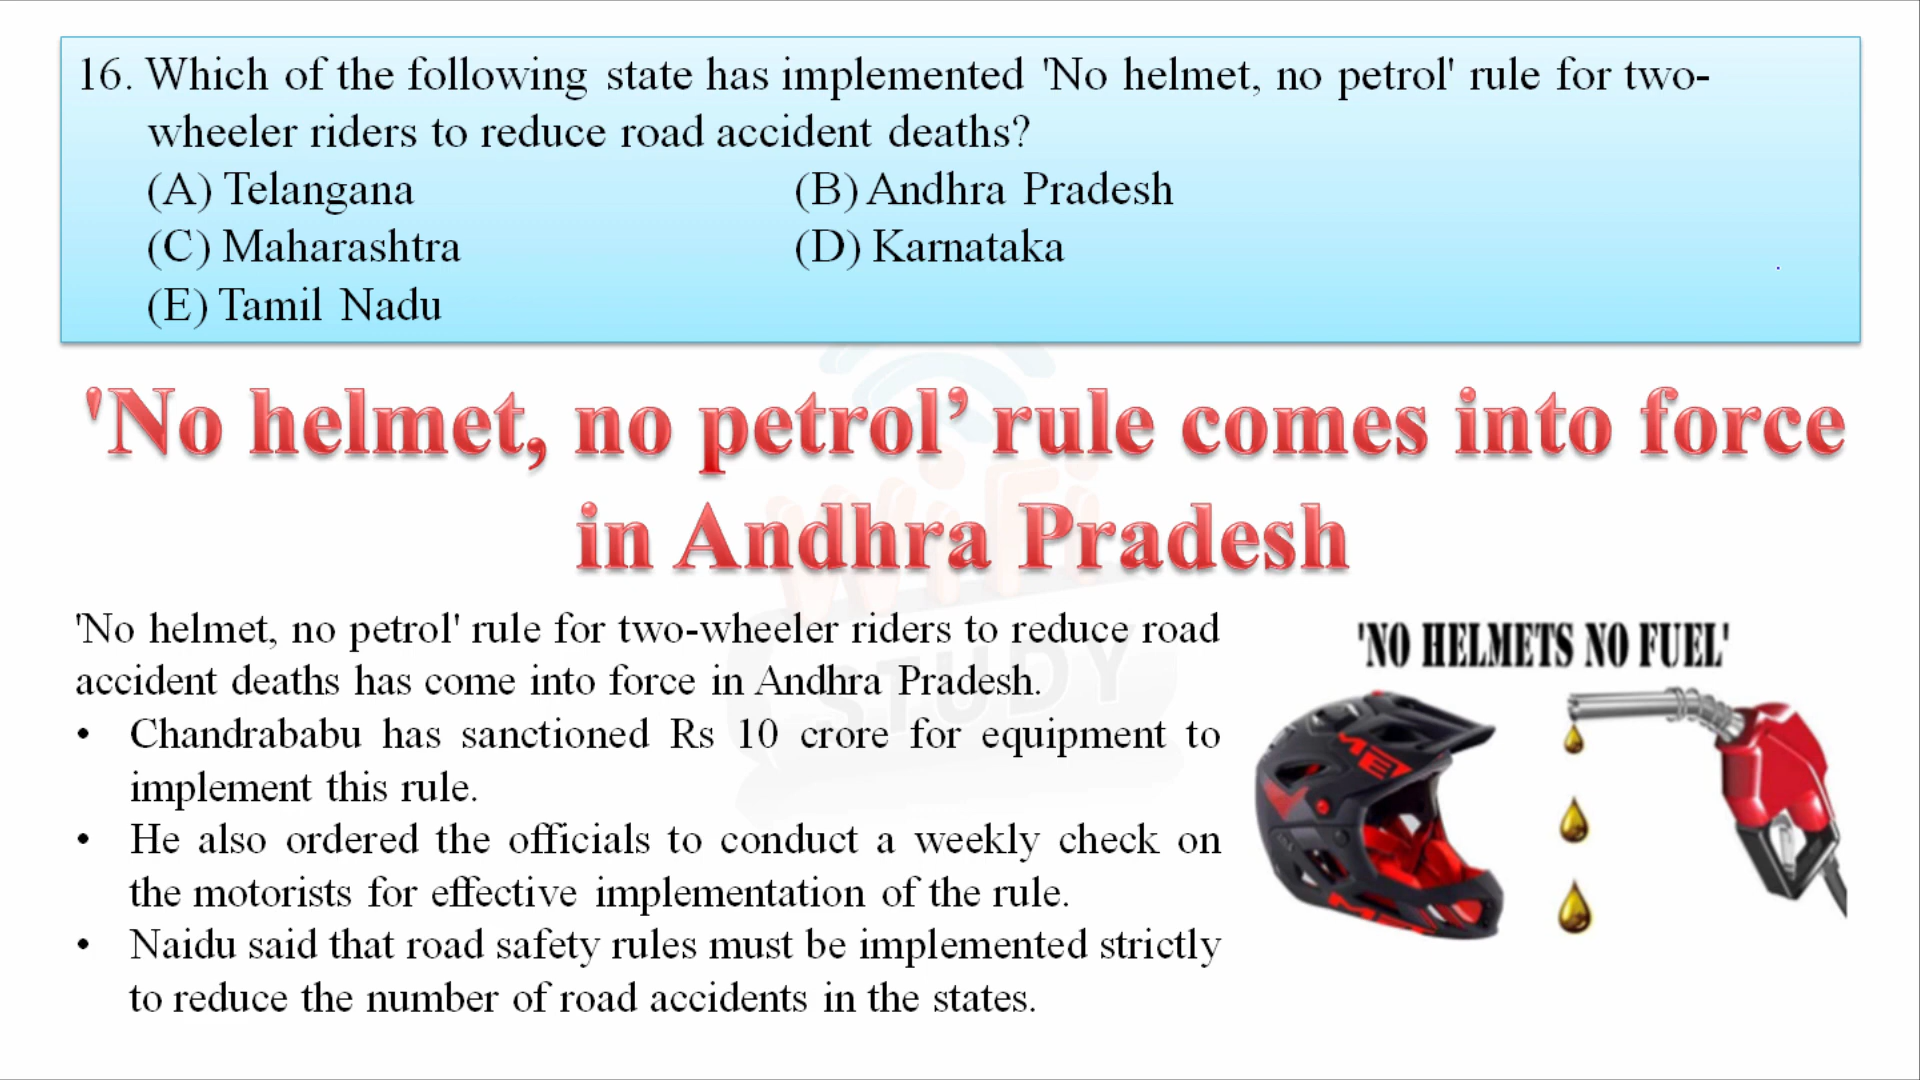 16. Which of the following state has implemented 'No helmet, no petrol' rule for two-
wheeler riders to reduce road accident deaths?
(A) Telangana (B) Andhra Pradesh
(C) Maharashtra (D) Karnataka
(E) Tamil Nadu
'No helmet, no petrol’ rule comes into force
in Andhra Pradesh
'No helmet, no petrol' rule for two-wheeler riders to reduce road
accident deaths has come into force in Andhra Pradesh.
• Chandrababu has sanctioned Rs 10 crore for equipment to
implement this rule.
• He also ordered the officials to conduct a weekly check on
the motorists for effective implementation of the rule.
• Naidu said that road safety rules must be implemented strictly
to reduce the number of road accidents in the states.
'NO HELMETS NO FUEL'
WiFi
STUDY